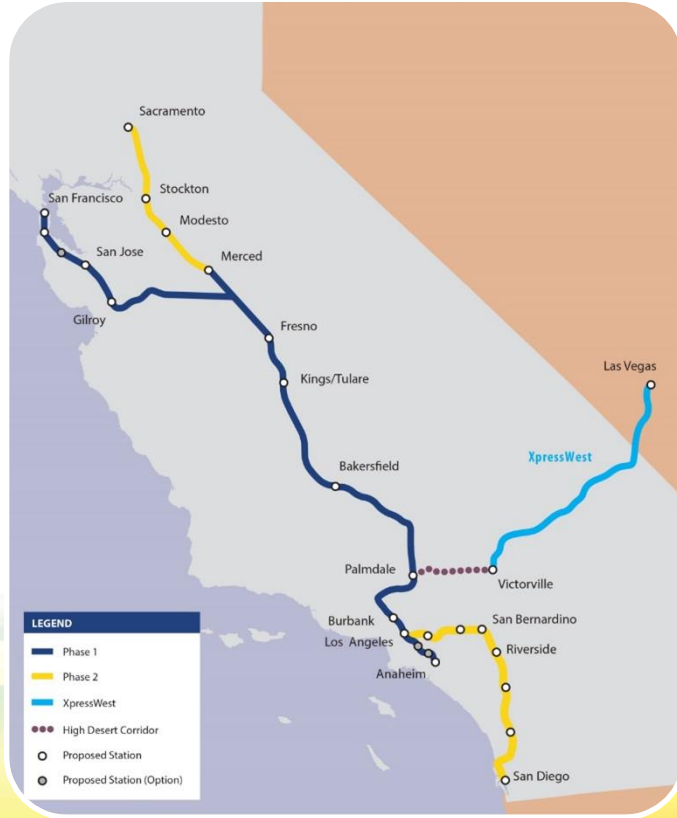 Sacramento
Stockton
San Francisco
Modesto
San Jose
Merced
Gilroy
Fresno
Kings/Tulare
Las Vegas
XpressWest
Bakersfield
Palmdale
Victorville
Burbank
San Bernardino
Los Angeles
Riverside
Anaheim
San Diego
LEGEND
Phase 1
Phase 2
XpressWest
High Desert Corridor
Proposed Station
Proposed Station (Option)